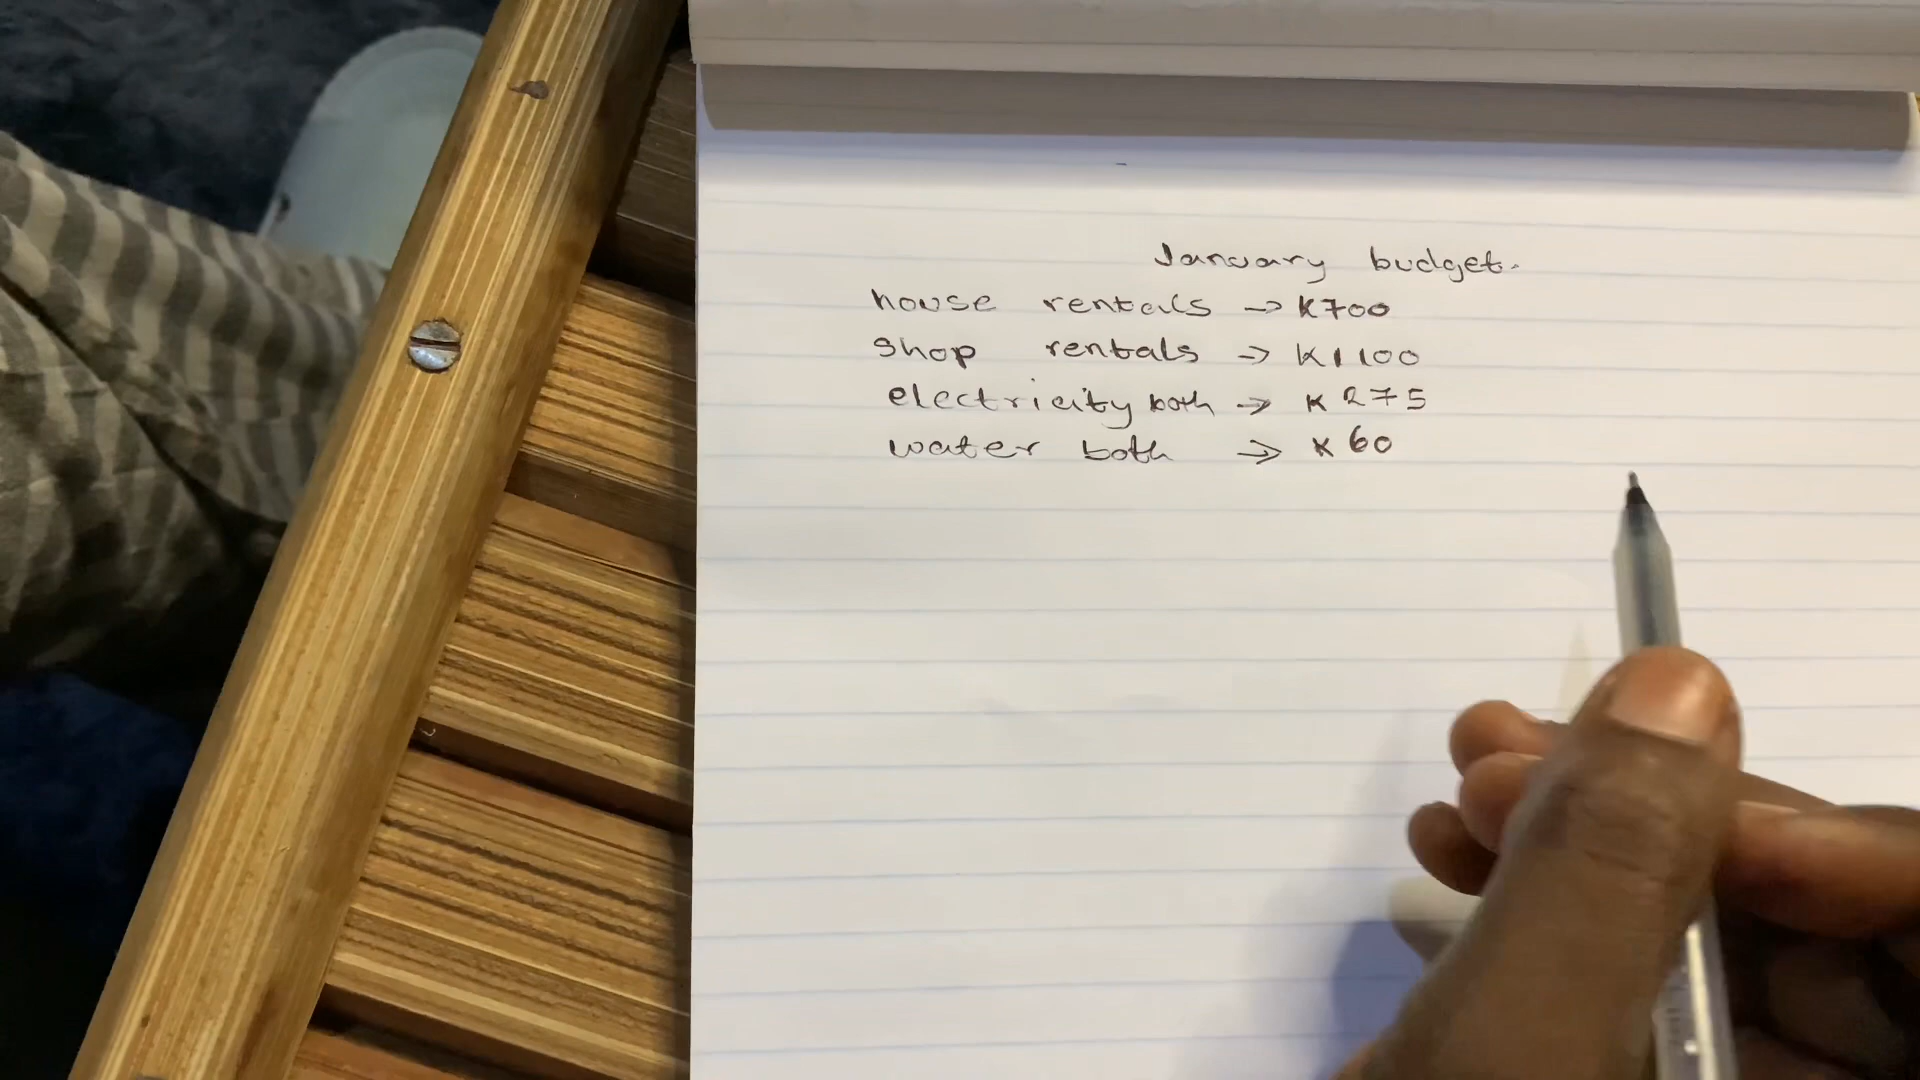 January budget.
house rentals → K700
shop rentals → K1100
electricity both → K275
water both → K60